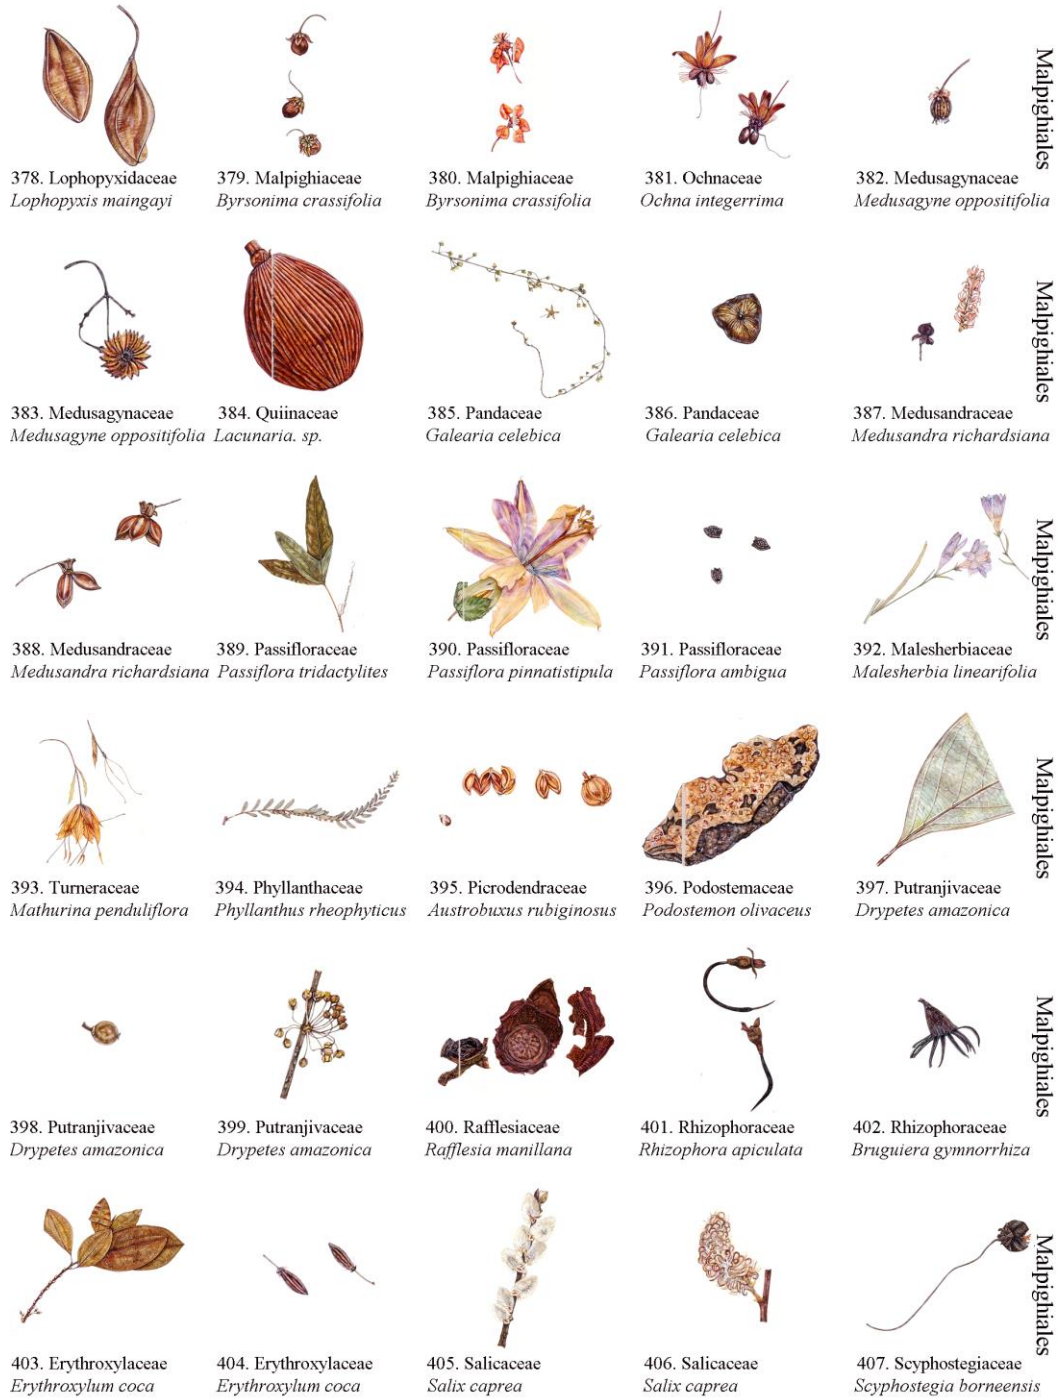 Malpighiales
378. Lophopyxidaceae
Lophopyxis maingayi
379. Malpighiaceae
Byrsonima crassifolia
380. Malpighiaceae
Byrsonima crassifolia
381. Ochnaceae
Ochna integerrima
382. Medusagynaceae
Medusagyne oppositifolia
Malpighiales
383. Medusagynaceae
Medusagyne oppositifolia
384. Quiinaceae
Lacunaria. sp.
385. Pandaceae
Galearia celebica
386. Pandaceae
Galearia celebica
387. Medusandraceae
Medusandra richardsiana
Malpighiales
388. Medusandraceae
Medusandra richardsiana
389. Passifloraceae
Passiflora tridactylites
390. Passifloraceae
Passiflora pinnatistipula
391. Passifloraceae
Passiflora ambigua
392. Malesherbiaceae
Malesherbia linearifolia
Malpighiales
393. Turneraceae
Mathurina penduliflora
394. Phyllanthaceae
Phyllanthus rheophyticus
395. Picrodendraceae
Austrobuxus rubiginosus
396. Podostemaceae
Podostemon olivaceus
397. Putranjivaceae
Drypetes amazonica
Malpighiales
398. Putranjivaceae
Drypetes amazonica
399. Putranjivaceae
Drypetes amazonica
400. Rafflesiaceae
Rafflesia manillana
401. Rhizophoraceae
Rhizophora apiculata
402. Rhizophoraceae
Bruguiera gymnorrhiza
Malpighiales
403. Erythroxylaceae
Erythroxylum coca
404. Erythroxylaceae
Erythroxylum coca
405. Salicaceae
Salix caprea
406. Salicaceae
Salix caprea
407. Scyphostegiaceae
Scyphostegia borneensis